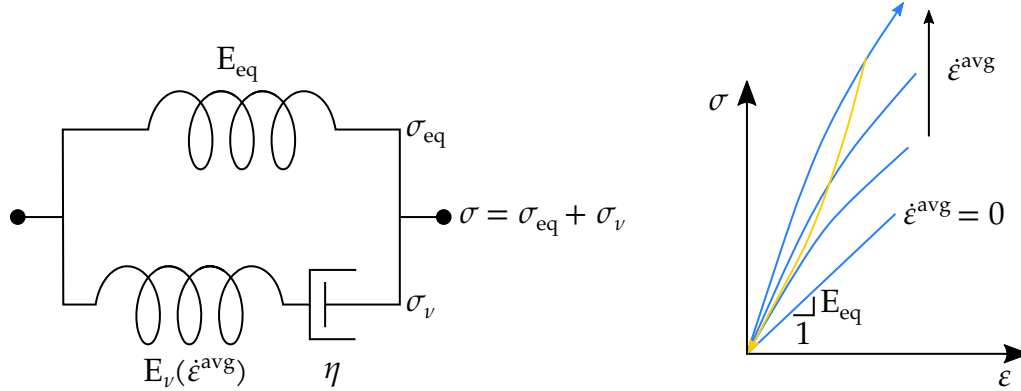 E_eq
σ_eq
σ = σ_eq + σ_ν
σ_ν
E_ν(ε̇^avg)
η
σ
ε̇^avg
ε̇^avg = 0
E_eq
1
ε